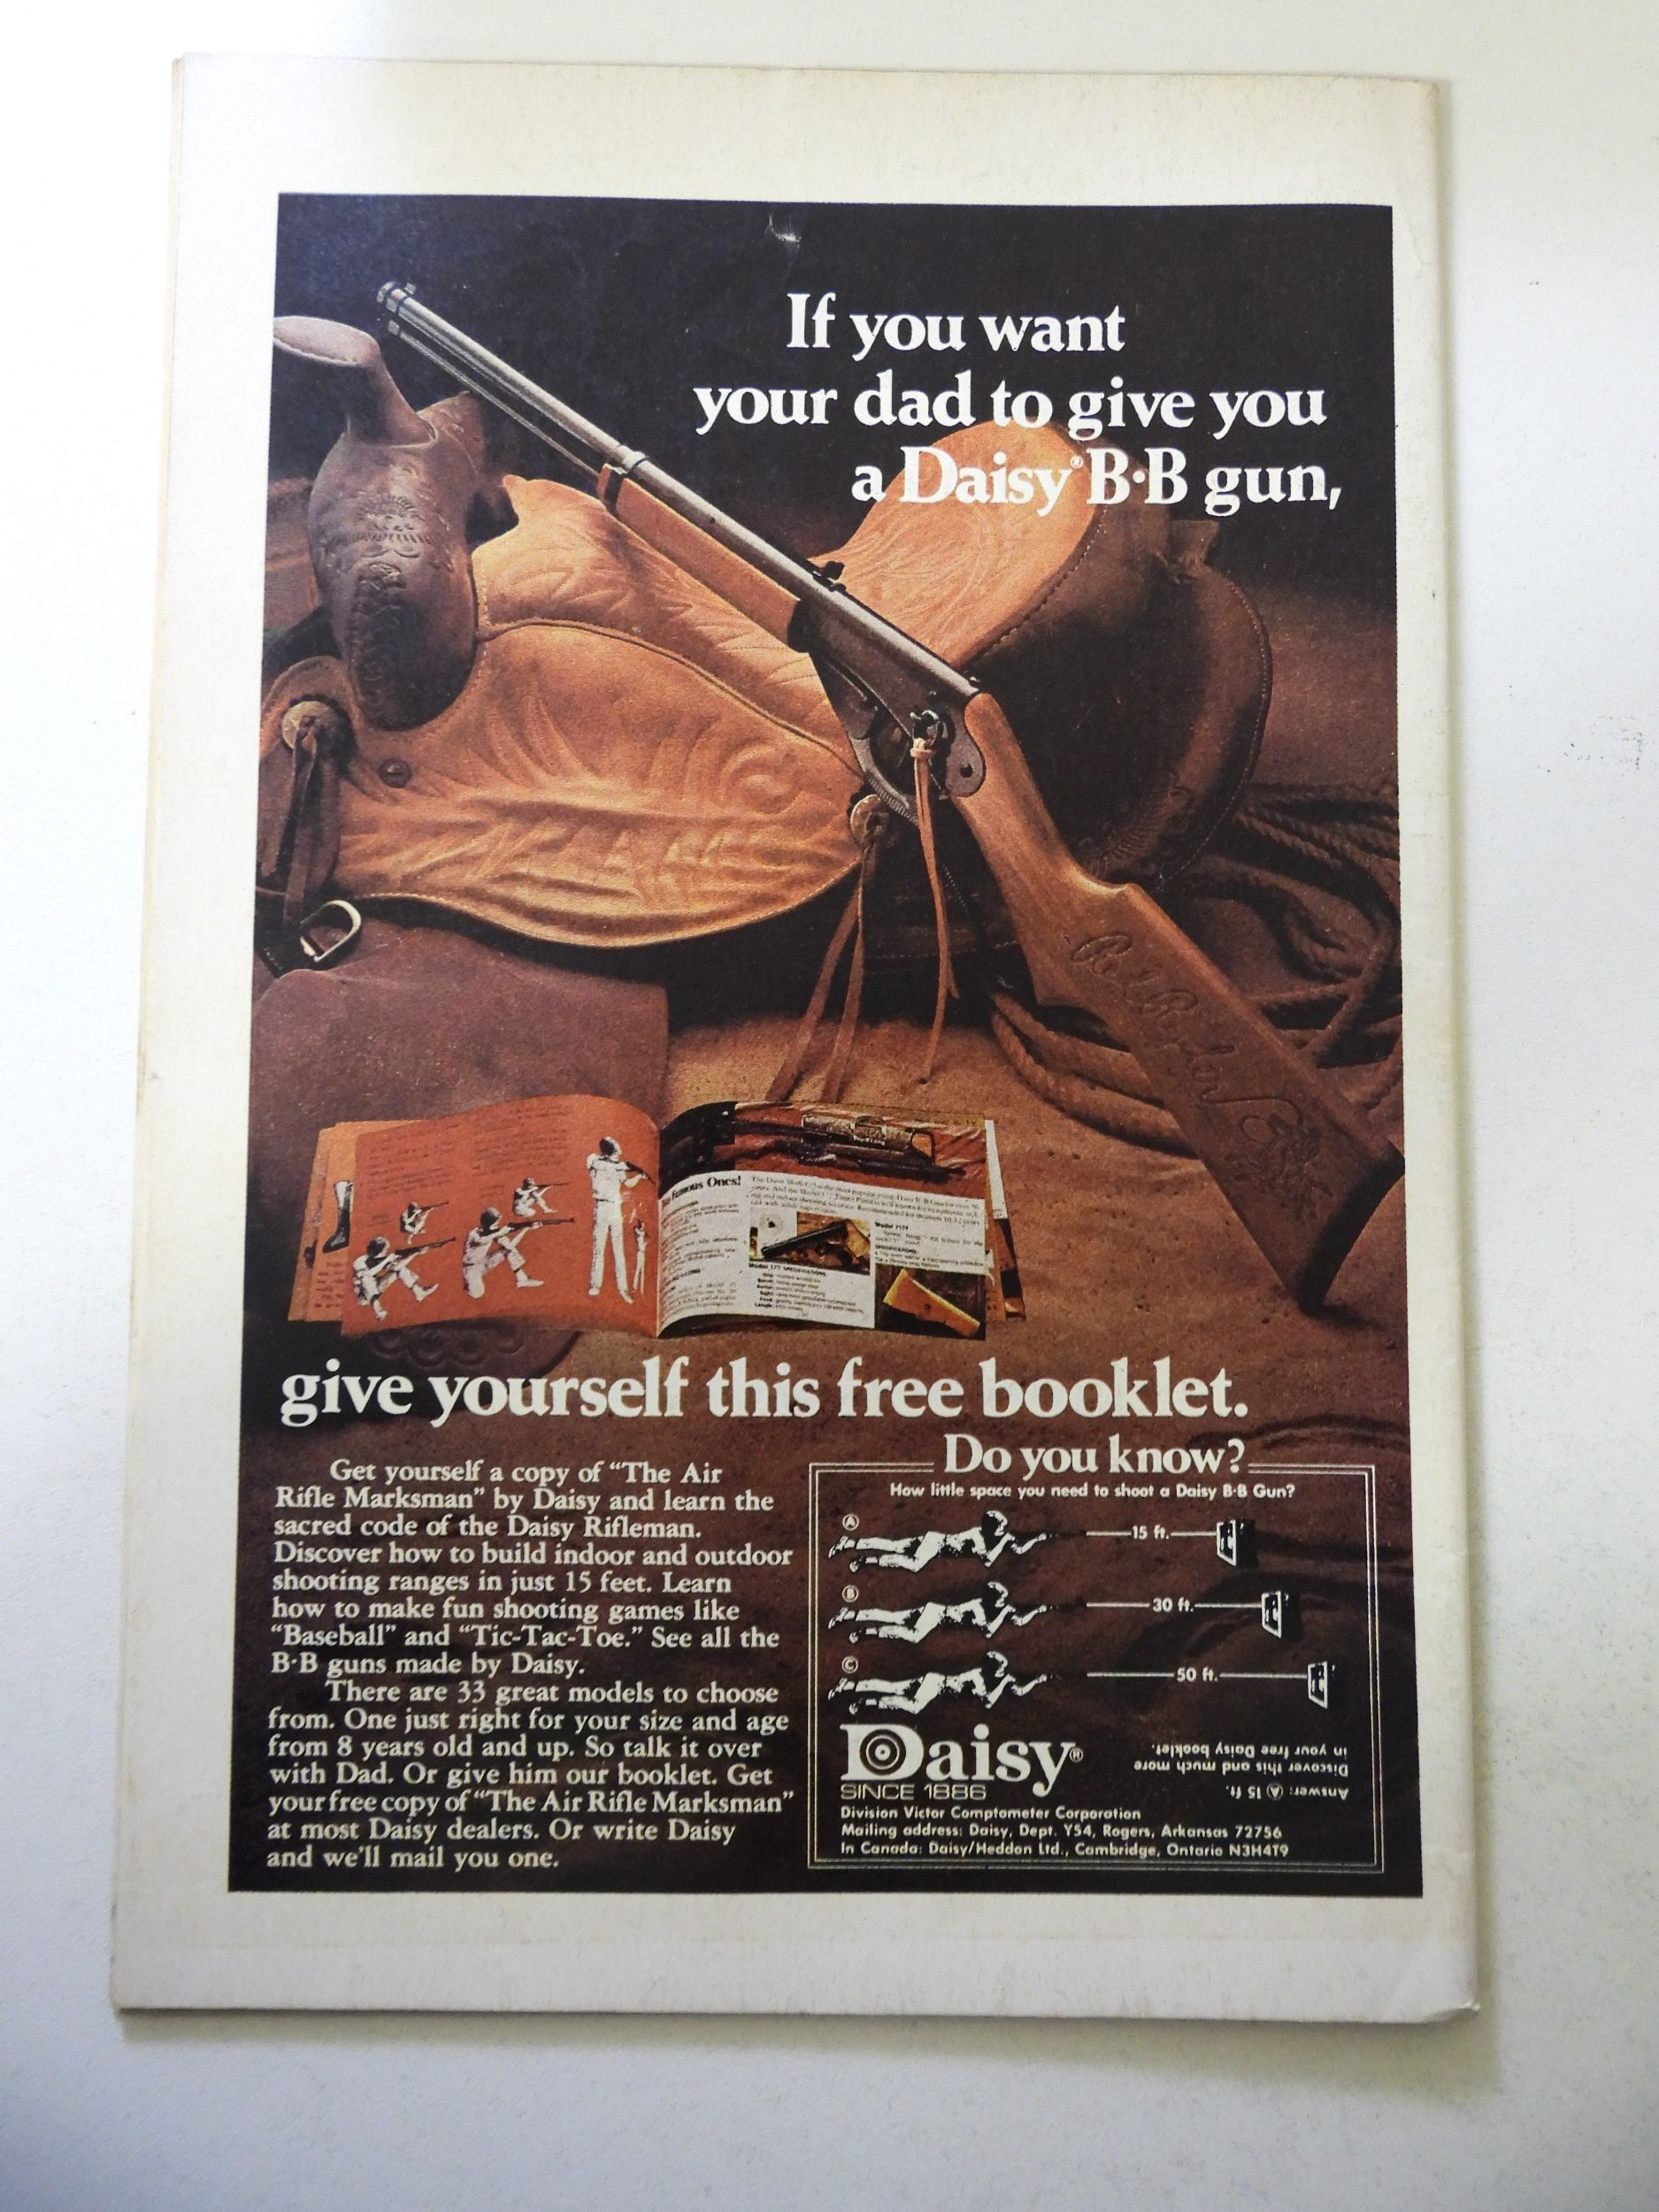 If you want
your dad to give you
a Daisy® B·B gun,
Red Ryder
Famous Ones!
give yourself this free booklet.
Get yourself a copy of “The Air
Rifle Marksman” by Daisy and learn the
sacred code of the Daisy Rifleman.
Discover how to build indoor and outdoor
shooting ranges in just 15 feet. Learn
how to make fun shooting games like
“Baseball” and “Tic-Tac-Toe.” See all the
B·B guns made by Daisy.
There are 33 great models to choose
from. One just right for your size and age
from 8 years old and up. So talk it over
with Dad. Or give him our booklet. Get
your free copy of “The Air Rifle Marksman”
at most Daisy dealers. Or write Daisy
and we'll mail you one.
Do you know?
How little space you need to shoot a Daisy B·B Gun?
A 15 ft.
B 30 ft.
C 50 ft.
Daisy®
SINCE 1886
Answer: A 15 ft.
Discover this and much more
in your free Daisy booklet.
Division Victor Comptometer Corporation
Mailing address: Daisy, Dept. Y54, Rogers, Arkansas 72756
In Canada: Daisy/Heddon Ltd., Cambridge, Ontario N3H4T9